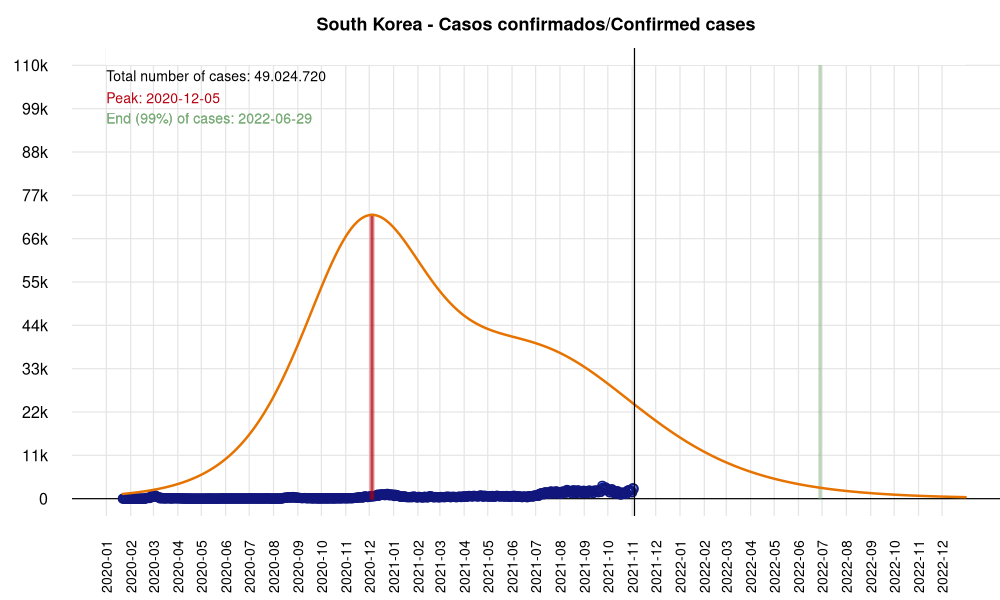 South Korea - Casos confirmados/Confirmed cases
Total number of cases: 49.024.720
Peak: 2020-12-05
End (99%) of cases: 2022-06-29
110k
99k
88k
77k
66k
55k
44k
33k
22k
11k
0
2020-01
2020-02
2020-03
2020-04
2020-05
2020-06
2020-07
2020-08
2020-09
2020-10
2020-11
2020-12
2021-01
2021-02
2021-03
2021-04
2021-05
2021-06
2021-07
2021-08
2021-09
2021-10
2021-11
2021-12
2022-01
2022-02
2022-03
2022-04
2022-05
2022-06
2022-07
2022-08
2022-09
2022-10
2022-11
2022-12